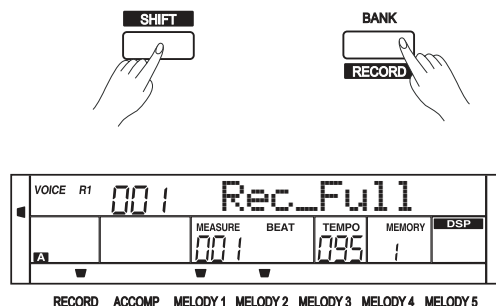 SHIFT
BANK
RECORD
VOICE R1 001 Rec_Full
MEASURE BEAT TEMPO MEMORY DSP
001 095 1
A
RECORD ACCOMP MELODY 1 MELODY 2 MELODY 3 MELODY 4 MELODY 5